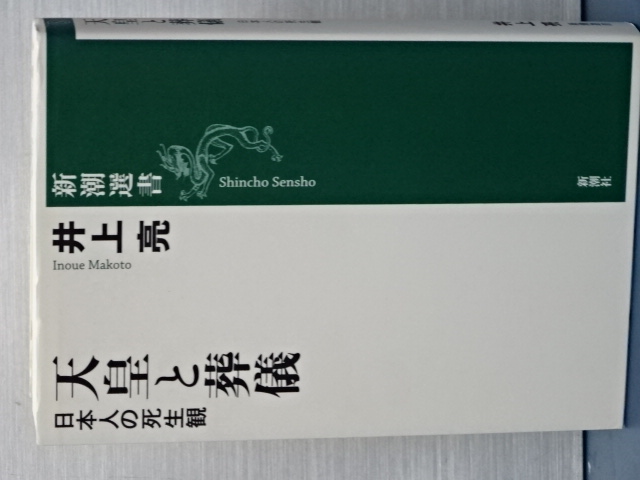 天皇と葬儀
日本人の死生観
井上亮
Inoue Makoto
新潮選書
Shincho Sensho
新潮社